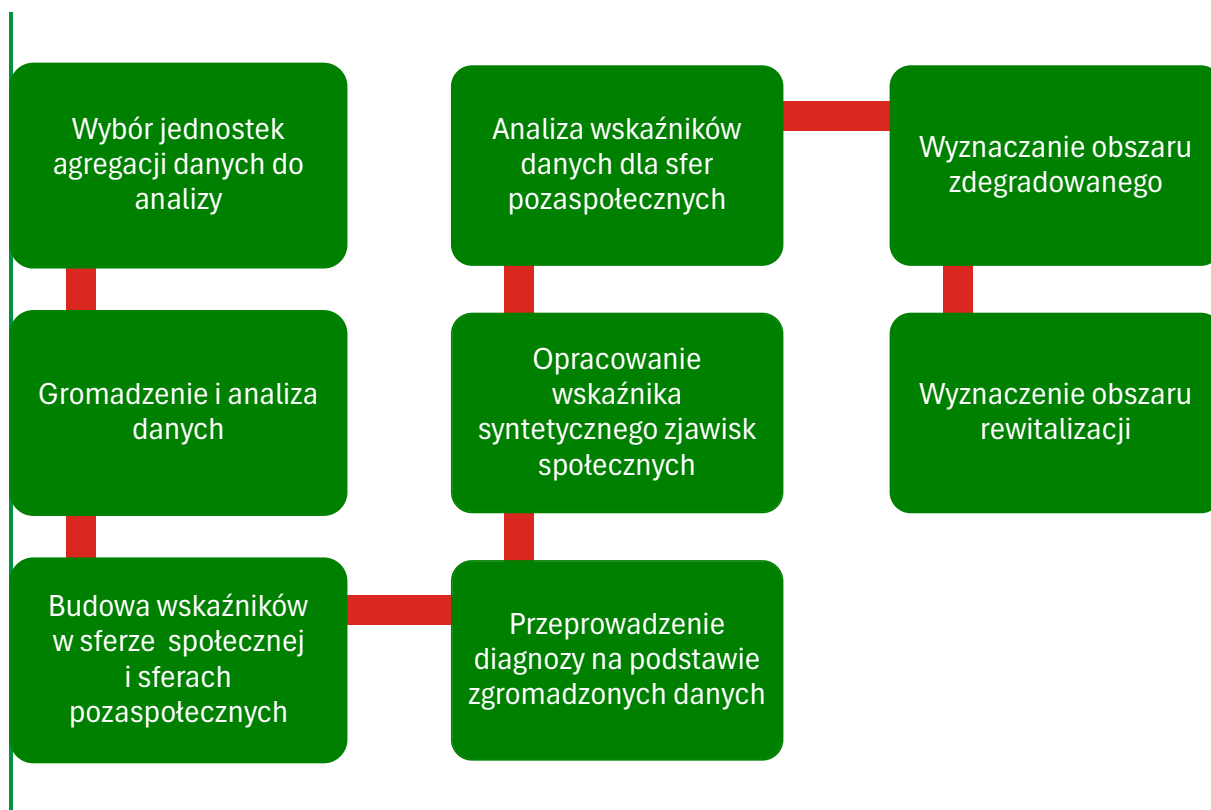 Wybór jednostek
agregacji danych do
analizy
Gromadzenie i analiza
danych
Budowa wskaźników
w sferze  społecznej
i sferach
pozaspołecznych
Przeprowadzenie
diagnozy na podstawie
zgromadzonych danych
Opracowanie
wskaźnika
syntetycznego zjawisk
społecznych
Analiza wskaźników
danych dla sfer
pozaspołecznych
Wyznaczanie obszaru
zdegradowanego
Wyznaczenie obszaru
rewitalizacji